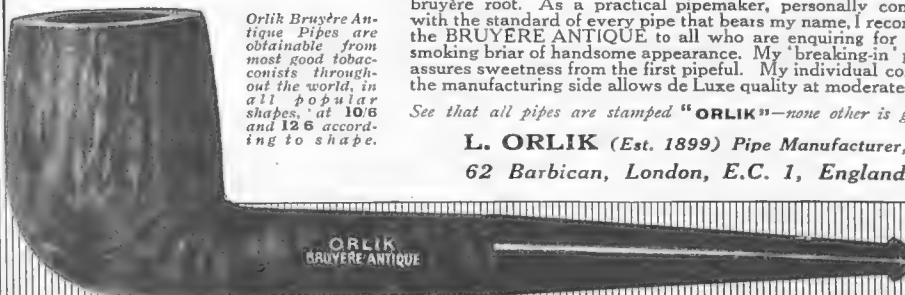 Orlik Bruyère An-
tique Pipes are
obtainable from
most good tobac-
conists through-
out the world, in
all popular
shapes, at 10/6
and 12 6 accord-
ing to shape.
bruyère root. As a practical pipemaker, personally
with the standard of every pipe that bears my name, I
the BRUYÈRE ANTIQUE to all who are enquiring for
smoking briar of handsome appearance. My 'breaking-in'
assures sweetness from the first pipeful. My individual
the manufacturing side allows de Luxe quality at moderate
See that all pipes are stamped "ORLIK"—none other is
L. ORLIK (Est. 1899) Pipe Manufacturer,
62 Barbican, London, E.C. 1, England
ORLIK
BRUYÈRE ANTIQUE